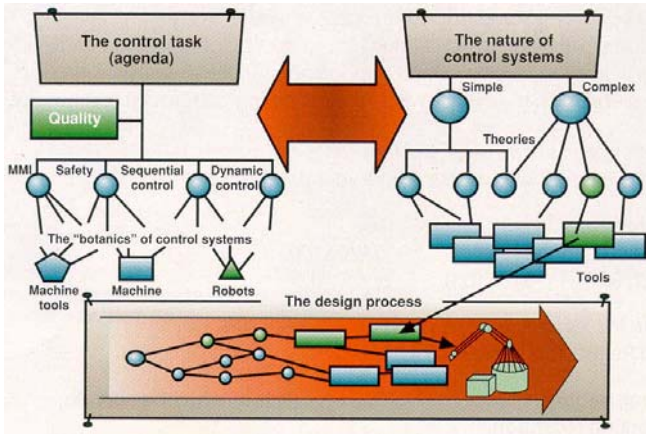 The control task
(agenda)
The nature of
control systems
Simple
Complex
Quality
Theories
MMI
Safety
Sequential
control
Dynamic
control
The "botanics" of control systems
Machine
tools
Machine
Robots
Tools
The design process